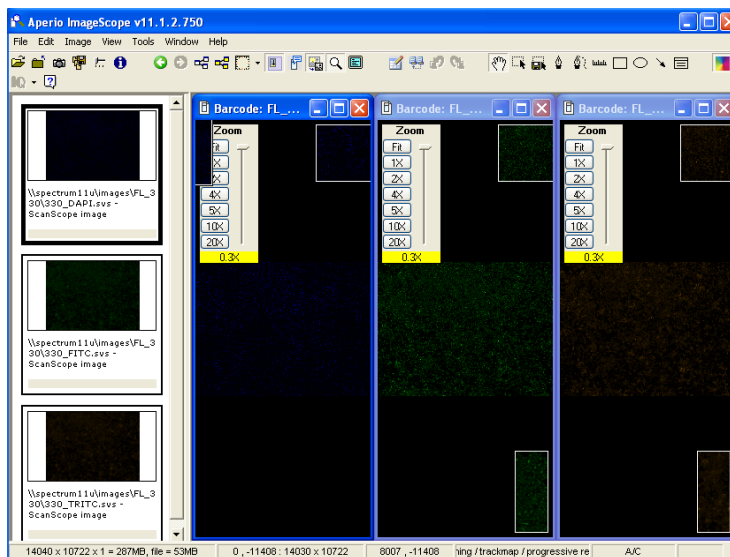 Aperio ImageScope v11.1.2.750
File Edit Image View Tools Window Help
\\spectrum11u\images\FL_3
30\330_DAPI.svs -
ScanScope image
\\spectrum11u\images\FL_3
30\330_FITC.svs -
ScanScope image
\\spectrum11u\images\FL_3
30\330_TRITC.svs -
ScanScope image
Barcode: FL_...
Zoom
4X
5X
10X
20X
0.3X
Barcode: FL_...
Zoom
Fit
1X
2X
4X
5X
10X
20X
0.3X
Barcode: FL_...
Zoom
Fit
1X
2X
4X
5X
10X
20X
0.3X
14040 x 10722 x 1 = 287MB, file = 53MB
0 , -11408 : 14030 x 10722
8007 , -11408
ning / trackmap / progressive re
A/C